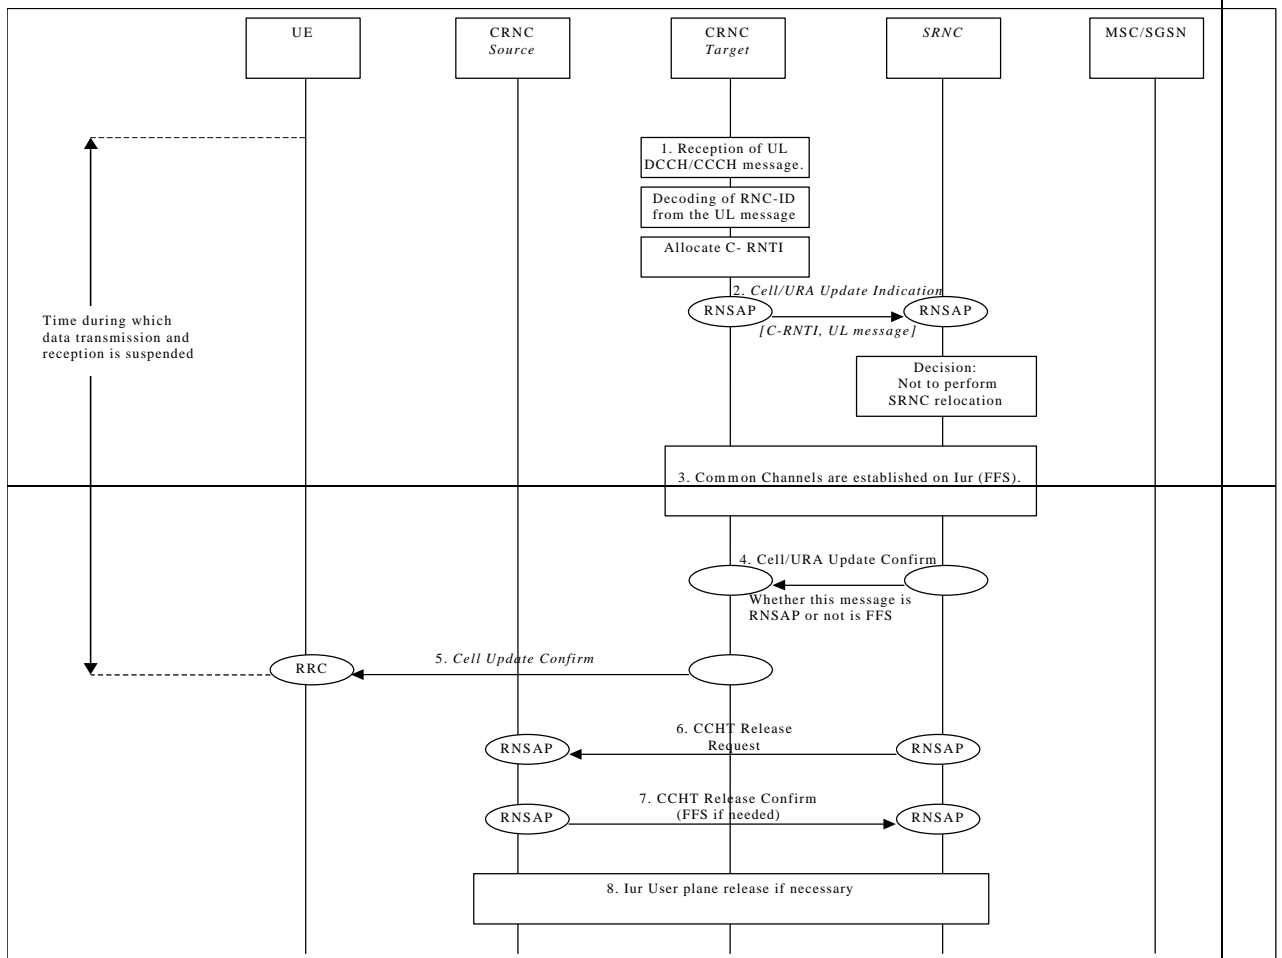 UE
CRNC
Source
CRNC
Target
SRNC
MSC/SGSN
1. Reception of UL
DCCH/CCCH message.
Decoding of RNC-ID
from the UL message
Allocate C- RNTI
2. Cell/URA Update Indication
RNSAP
RNSAP
[C-RNTI, UL message]
Time during which
data transmission and
reception is suspended
Decision:
Not to perform
SRNC relocation
3. Common Channels are established on Iur (FFS).
4. Cell/URA Update Confirm
Whether this message is
RNSAP or not is FFS
5. Cell Update Confirm
RRC
6. CCHT Release
Request
RNSAP
RNSAP
7. CCHT Release Confirm
(FFS if needed)
RNSAP
RNSAP
8. Iur User plane release if necessary